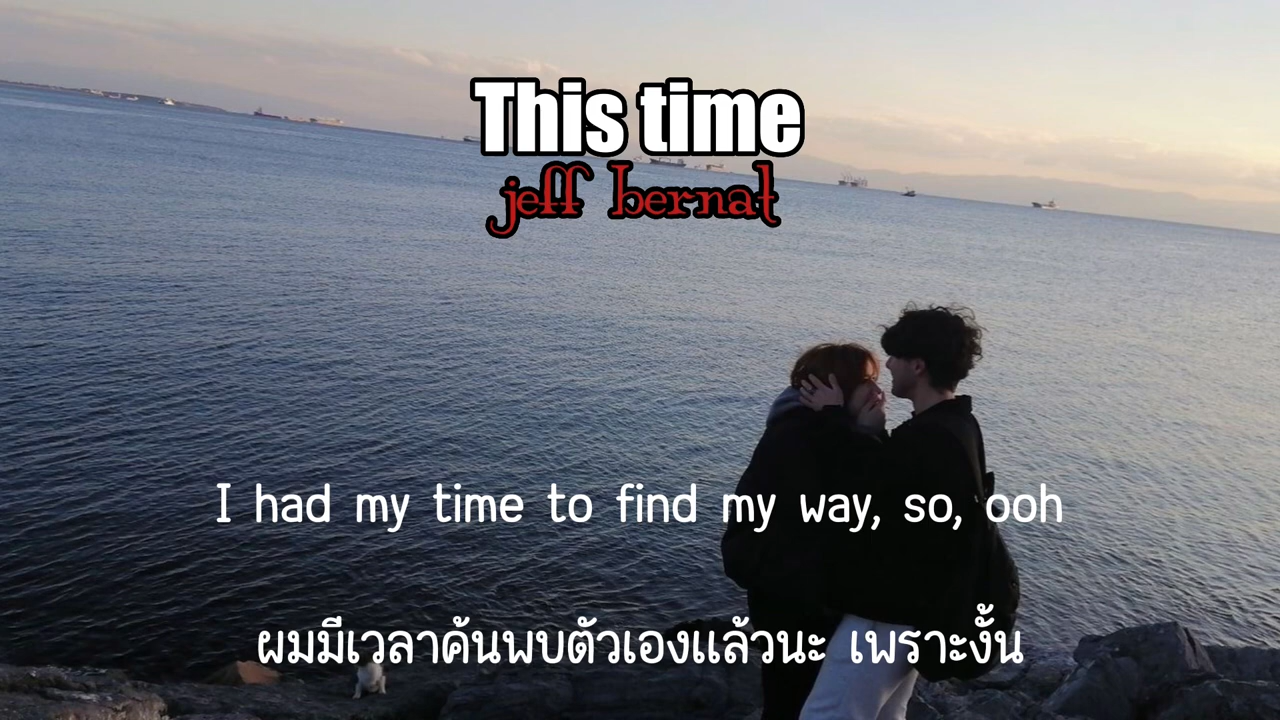 This time
jeff bernat
I had my time to find my way, so, ooh
ผมมีเวลาค้นพบตัวเองแล้วนะ เพราะงั้น